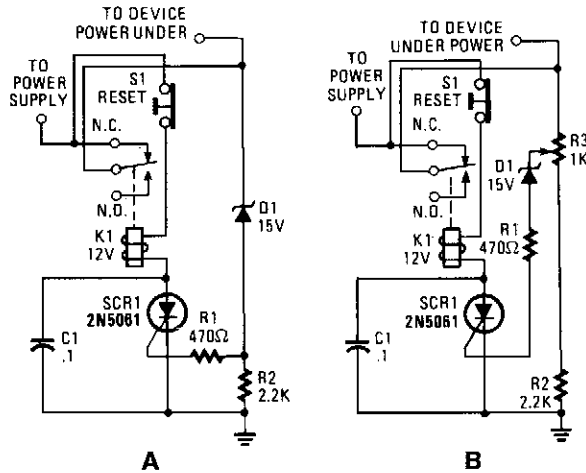 TO DEVICE
POWER UNDER
TO
POWER
SUPPLY
S1
RESET
N.C.
N.O.
D1
15V
K1
12V
SCR1
2N5061
R1
470Ω
C1
.1
R2
2.2K
A
TO DEVICE
UNDER POWER
TO
POWER
SUPPLY
S1
RESET
N.C.
R3
1K
D1
15V
N.O.
R1
470Ω
K1
12V
SCR1
2N5061
C1
.1
R2
2.2K
B